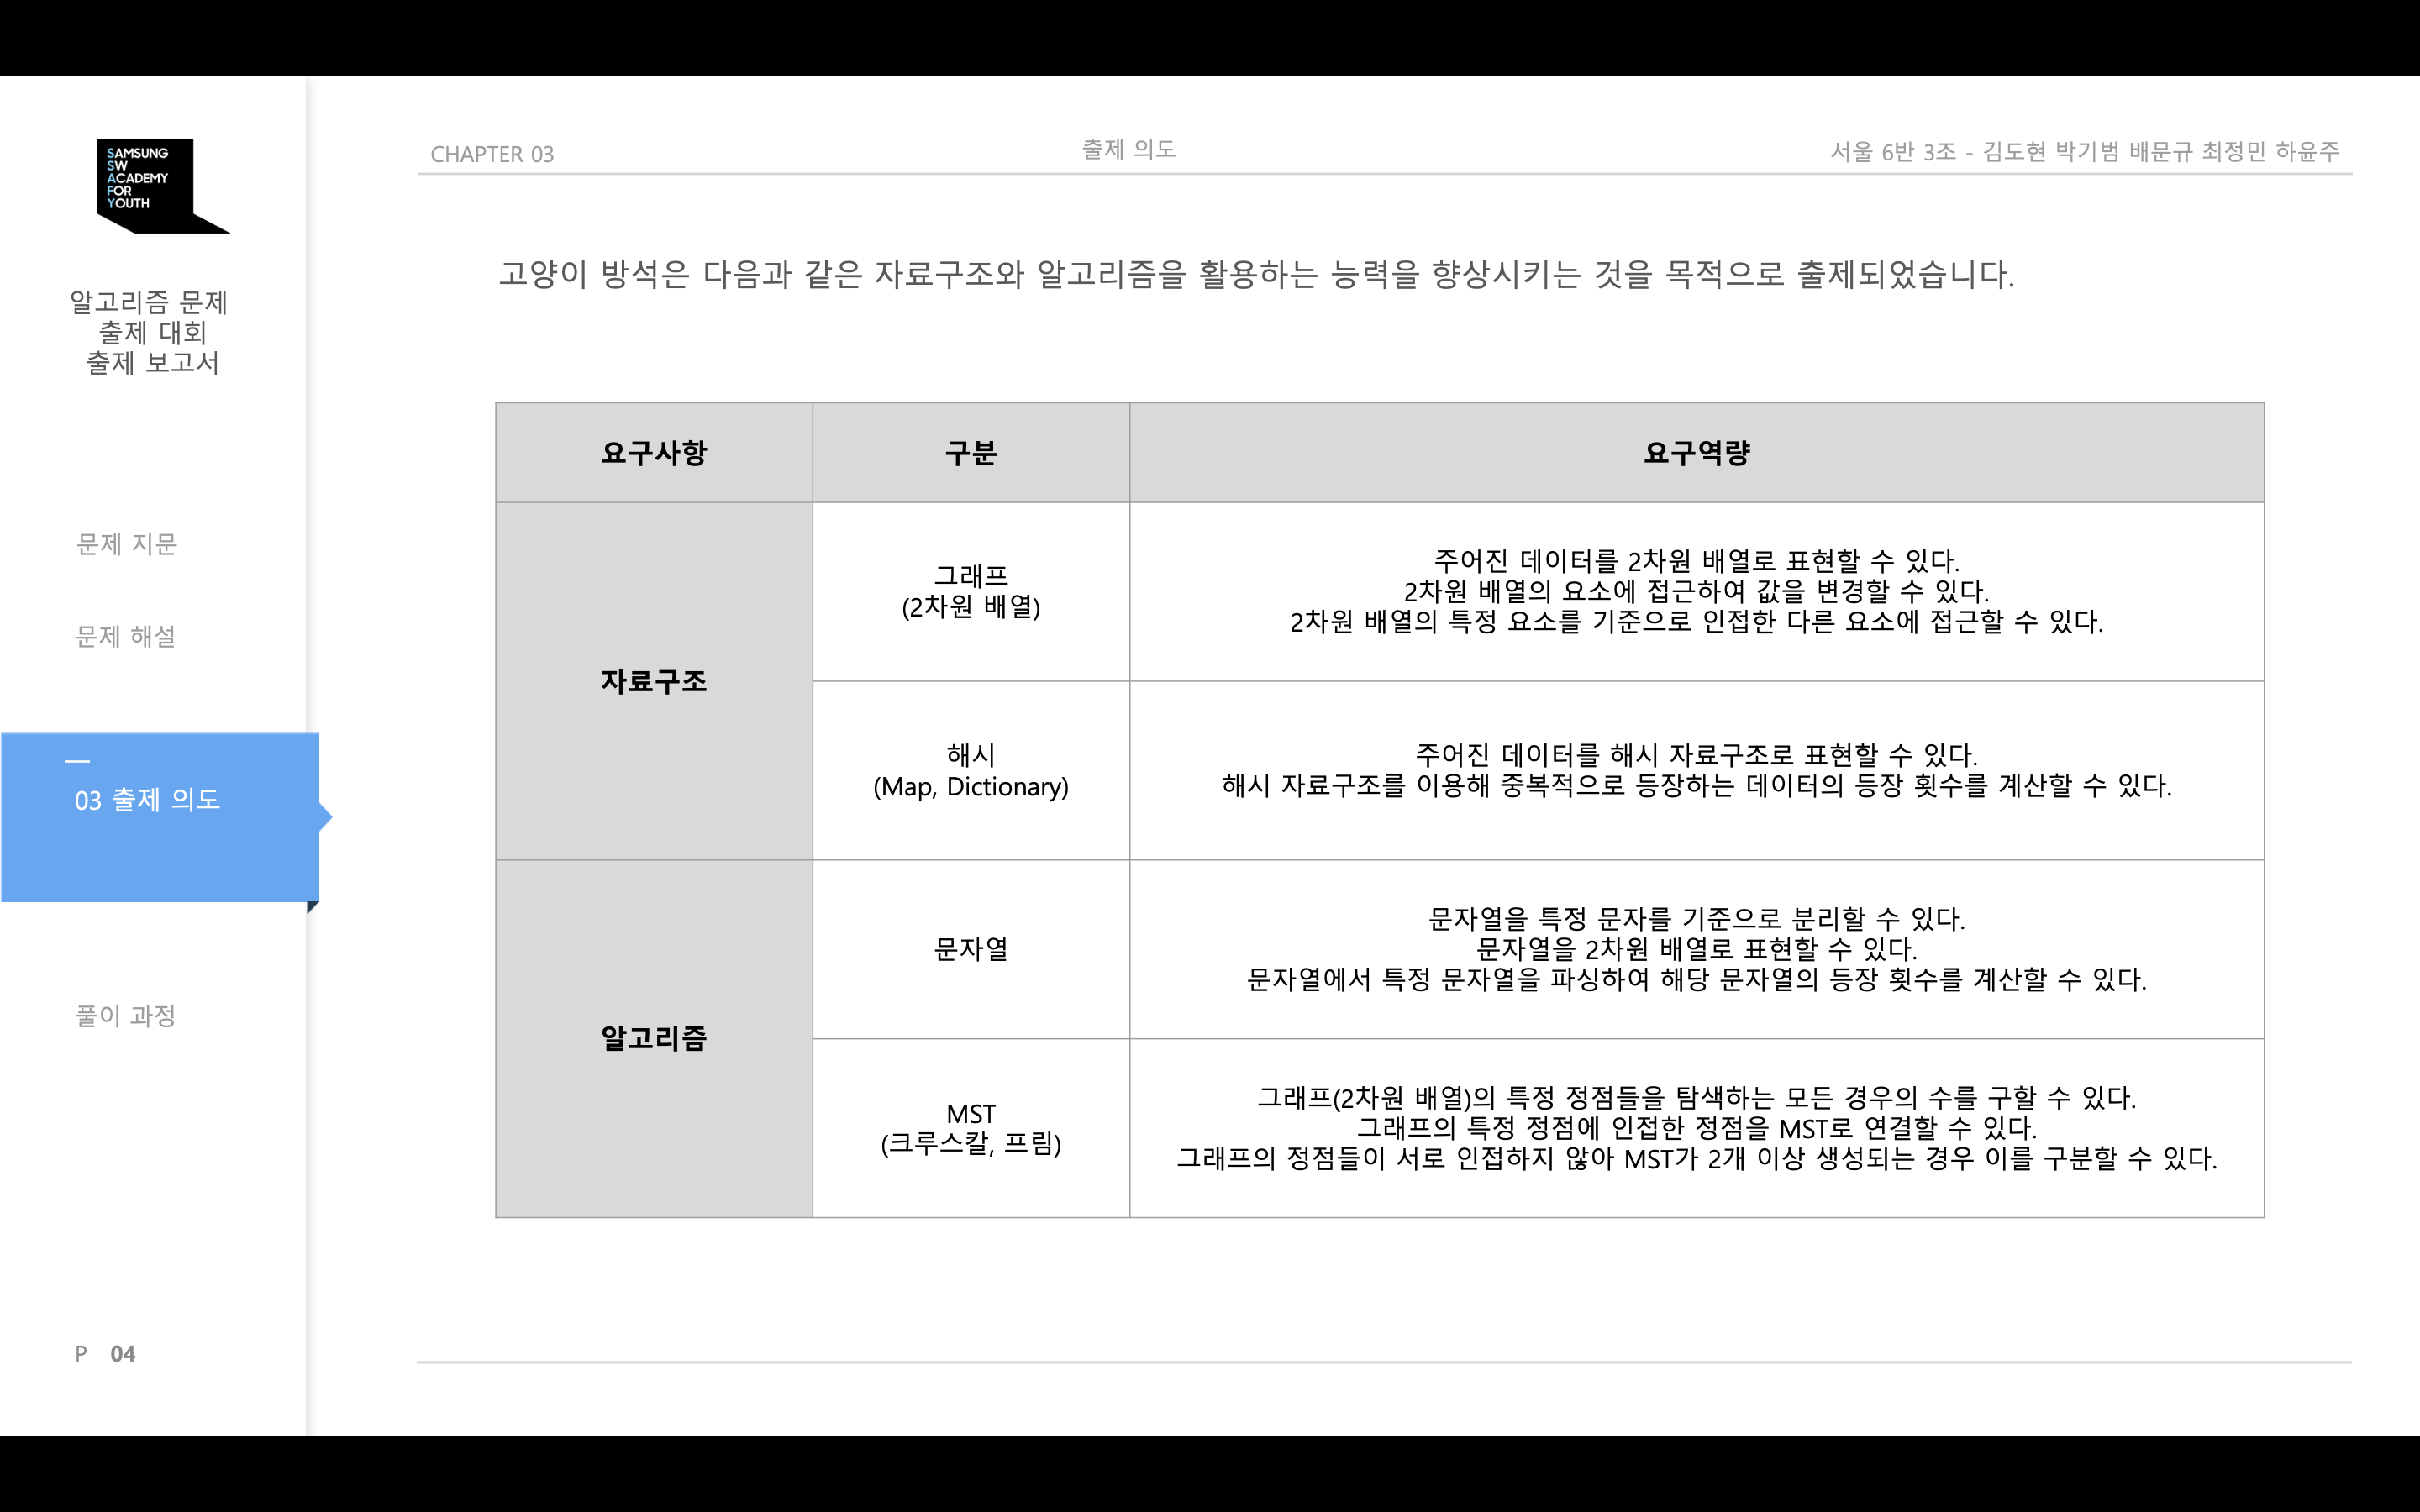 SAMSUNG
SW
ACADEMY
FOR
YOUTH
알고리즘 문제
출제 대회
출제 보고서
문제 지문
문제 해설
03 출제 의도
풀이 과정
P 04
CHAPTER 03
출제 의도
서울 6반 3조 - 김도현 박기범 배문규 최정민 하윤주
고양이 방석은 다음과 같은 자료구조와 알고리즘을 활용하는 능력을 향상시키는 것을 목적으로 출제되었습니다.
요구사항
구분
요구역량
자료구조
그래프
(2차원 배열)
주어진 데이터를 2차원 배열로 표현할 수 있다.
2차원 배열의 요소에 접근하여 값을 변경할 수 있다.
2차원 배열의 특정 요소를 기준으로 인접한 다른 요소에 접근할 수 있다.
해시
(Map, Dictionary)
주어진 데이터를 해시 자료구조로 표현할 수 있다.
해시 자료구조를 이용해 중복적으로 등장하는 데이터의 등장 횟수를 계산할 수 있다.
알고리즘
문자열
문자열을 특정 문자를 기준으로 분리할 수 있다.
문자열을 2차원 배열로 표현할 수 있다.
문자열에서 특정 문자열을 파싱하여 해당 문자열의 등장 횟수를 계산할 수 있다.
MST
(크루스칼, 프림)
그래프(2차원 배열)의 특정 정점들을 탐색하는 모든 경우의 수를 구할 수 있다.
그래프의 특정 정점에 인접한 정점을 MST로 연결할 수 있다.
그래프의 정점들이 서로 인접하지 않아 MST가 2개 이상 생성되는 경우 이를 구분할 수 있다.